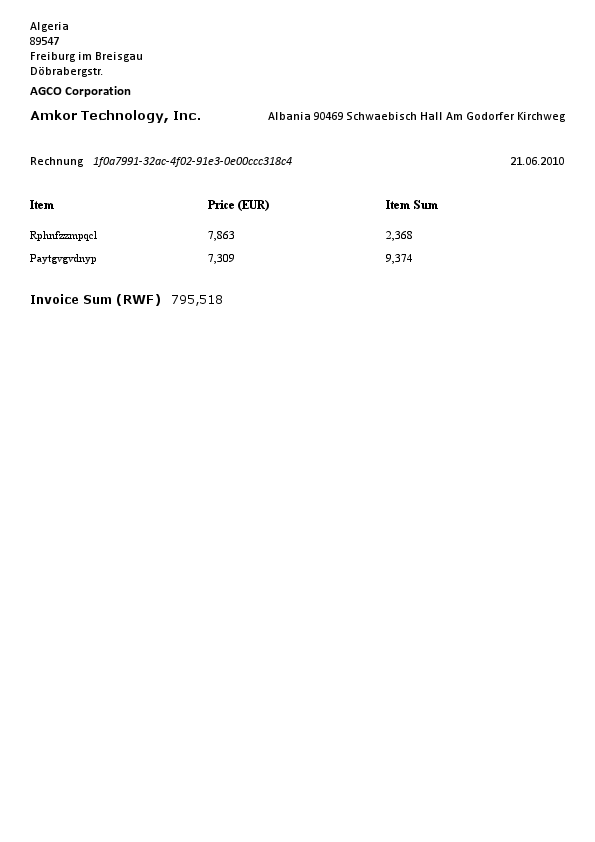 Algeria
89547
Freiburg im Breisgau
Döbrabergstr.
AGCO Corporation
Amkor Technology, Inc. Albania 90469 Schwaebisch Hall Am Godorfer Kirchweg
Rechnung 1f0a7991-32ac-4f02-91e3-0e00ccc318c4 21.06.2010
Item Price (EUR) Item Sum
Rphnfzzmpqcl 7,863 2,368
Paytgvgvdnyp 7,309 9,374
Invoice Sum (RWF) 795,518